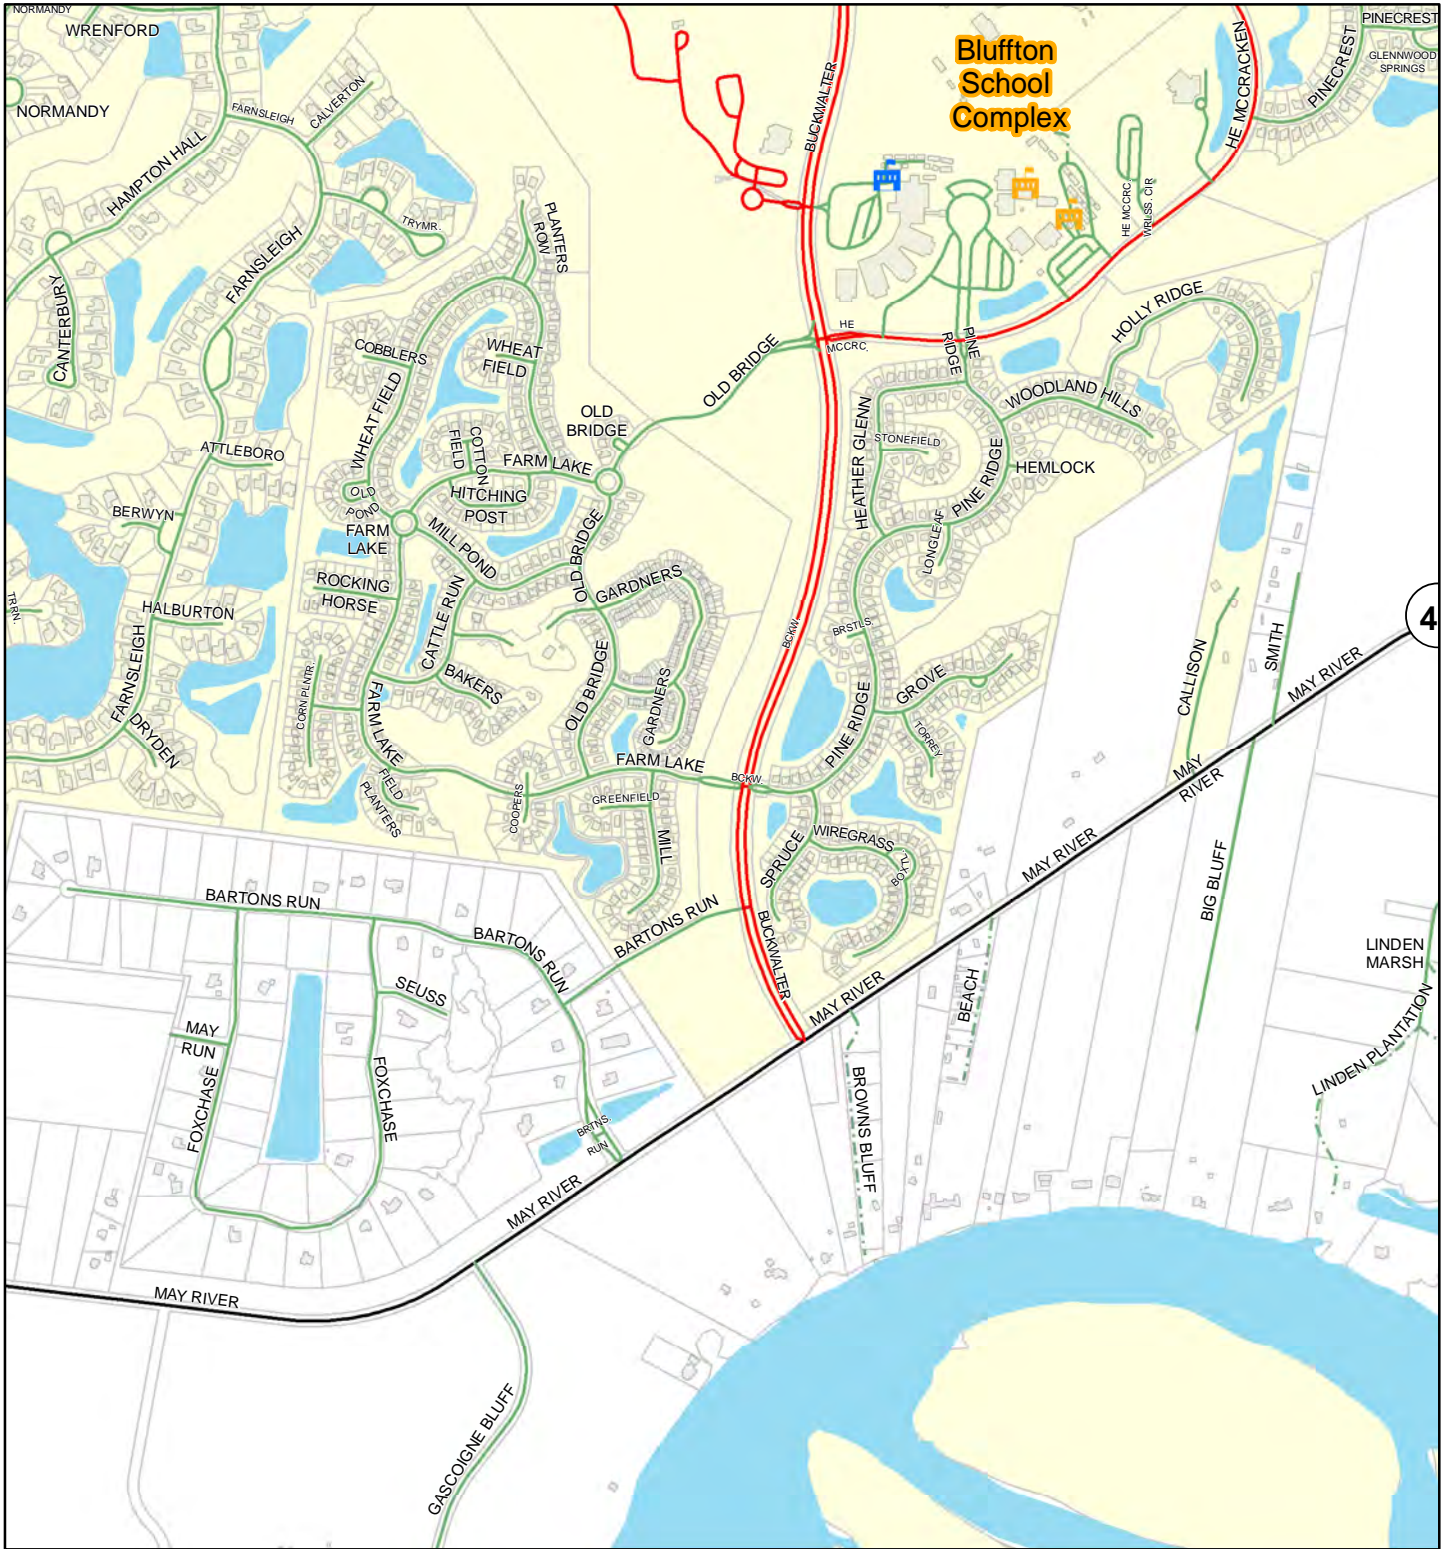 NORMANDY
WRENFORD
PINECREST
GLENNWOOD
SPRINGS
PINECREST
HE MCCRACKEN
BUCKWALTER
Bluffton
School
Complex
NORMANDY
FARNSLEIGH
CALVERTON
HAMPTON HALL
TRYMR.
PLANTERS
ROW
HE MCCRC.
WRLSS. CIR
FARNSLEIGH
CANTERBURY
HOLLY RIDGE
COBBLERS
WHEAT
FIELD
OLD BRIDGE
HE
MCCRC.
PINE
RIDGE
WHEAT FIELD
WOODLAND HILLS
OLD
BRIDGE
HEATHER GLENN
STONEFIELD
COTTON
FIELD
ATTLEBORO
FARM LAKE
HEMLOCK
HITCHING
POST
PINE RIDGE
OLD
POND
BERWYN
FARM
LAKE
MILL POND
OLD BRIDGE
LONGLEAF
ROCKING
HORSE
GARDNERS
TRRN.
HALBURTON
CATTLE RUN
BRSTLS.
BCKW.
4
SMITH
CALLISON
MAY RIVER
FARNSLEIGH
BAKERS
CORN PLNTR.
OLD BRIDGE
GARDNERS
GROVE
PINE RIDGE
TORREY
DRYDEN
FARM LAKE
FARM LAKE
BCKW.
MAY
RIVER
FIELD
PLANTERS
COOPERS
GREENFIELD
MILL
SPRUCE
WIREGRASS
BOX TL.
MAY RIVER
BIG BLUFF
BARTONS RUN
BARTONS RUN
BARTONS RUN
BUCKWALTER
LINDEN
MARSH
SEUSS
MAY RIVER
BEACH
MAY
RUN
LINDEN PLANTATION
FOXCHASE
FOXCHASE
BROWNS BLUFF
BRTNS
RUN
MAY RIVER
MAY RIVER
GASCOIGNE BLUFF